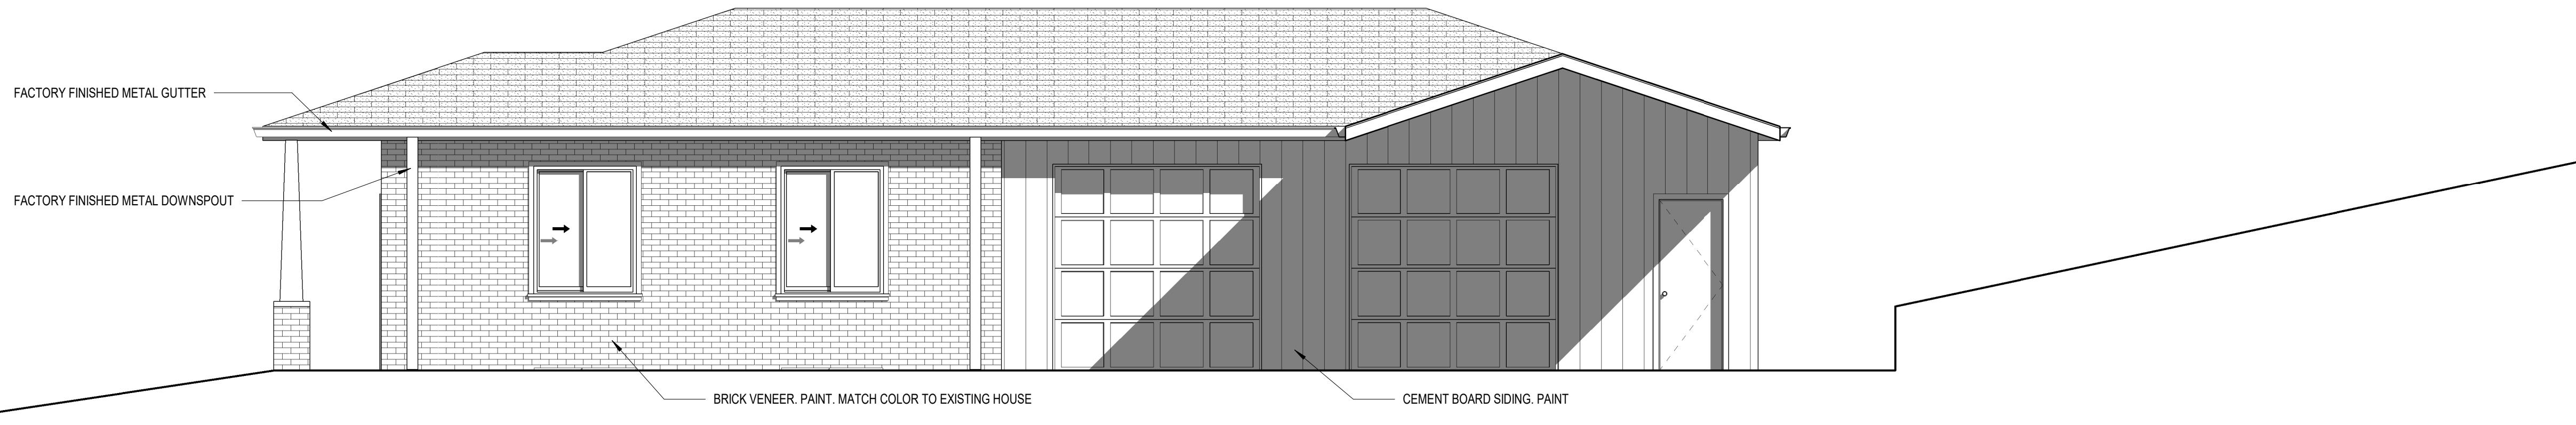 FACTORY FINISHED METAL GUTTER
FACTORY FINISHED METAL DOWNSPOUT
BRICK VENEER. PAINT. MATCH COLOR TO EXISTING HOUSE
CEMENT BOARD SIDING. PAINT